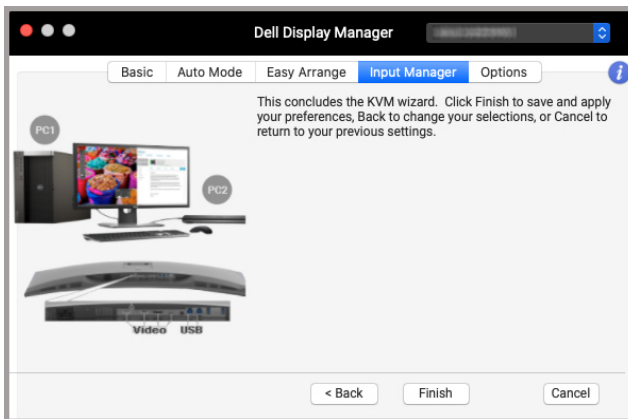 Dell Display Manager
Basic Auto Mode Easy Arrange Input Manager Options
This concludes the KVM wizard. Click Finish to save and apply
your preferences, Back to change your selections, or Cancel to
return to your previous settings.
PC1
PC2
Video USB
< Back Finish Cancel